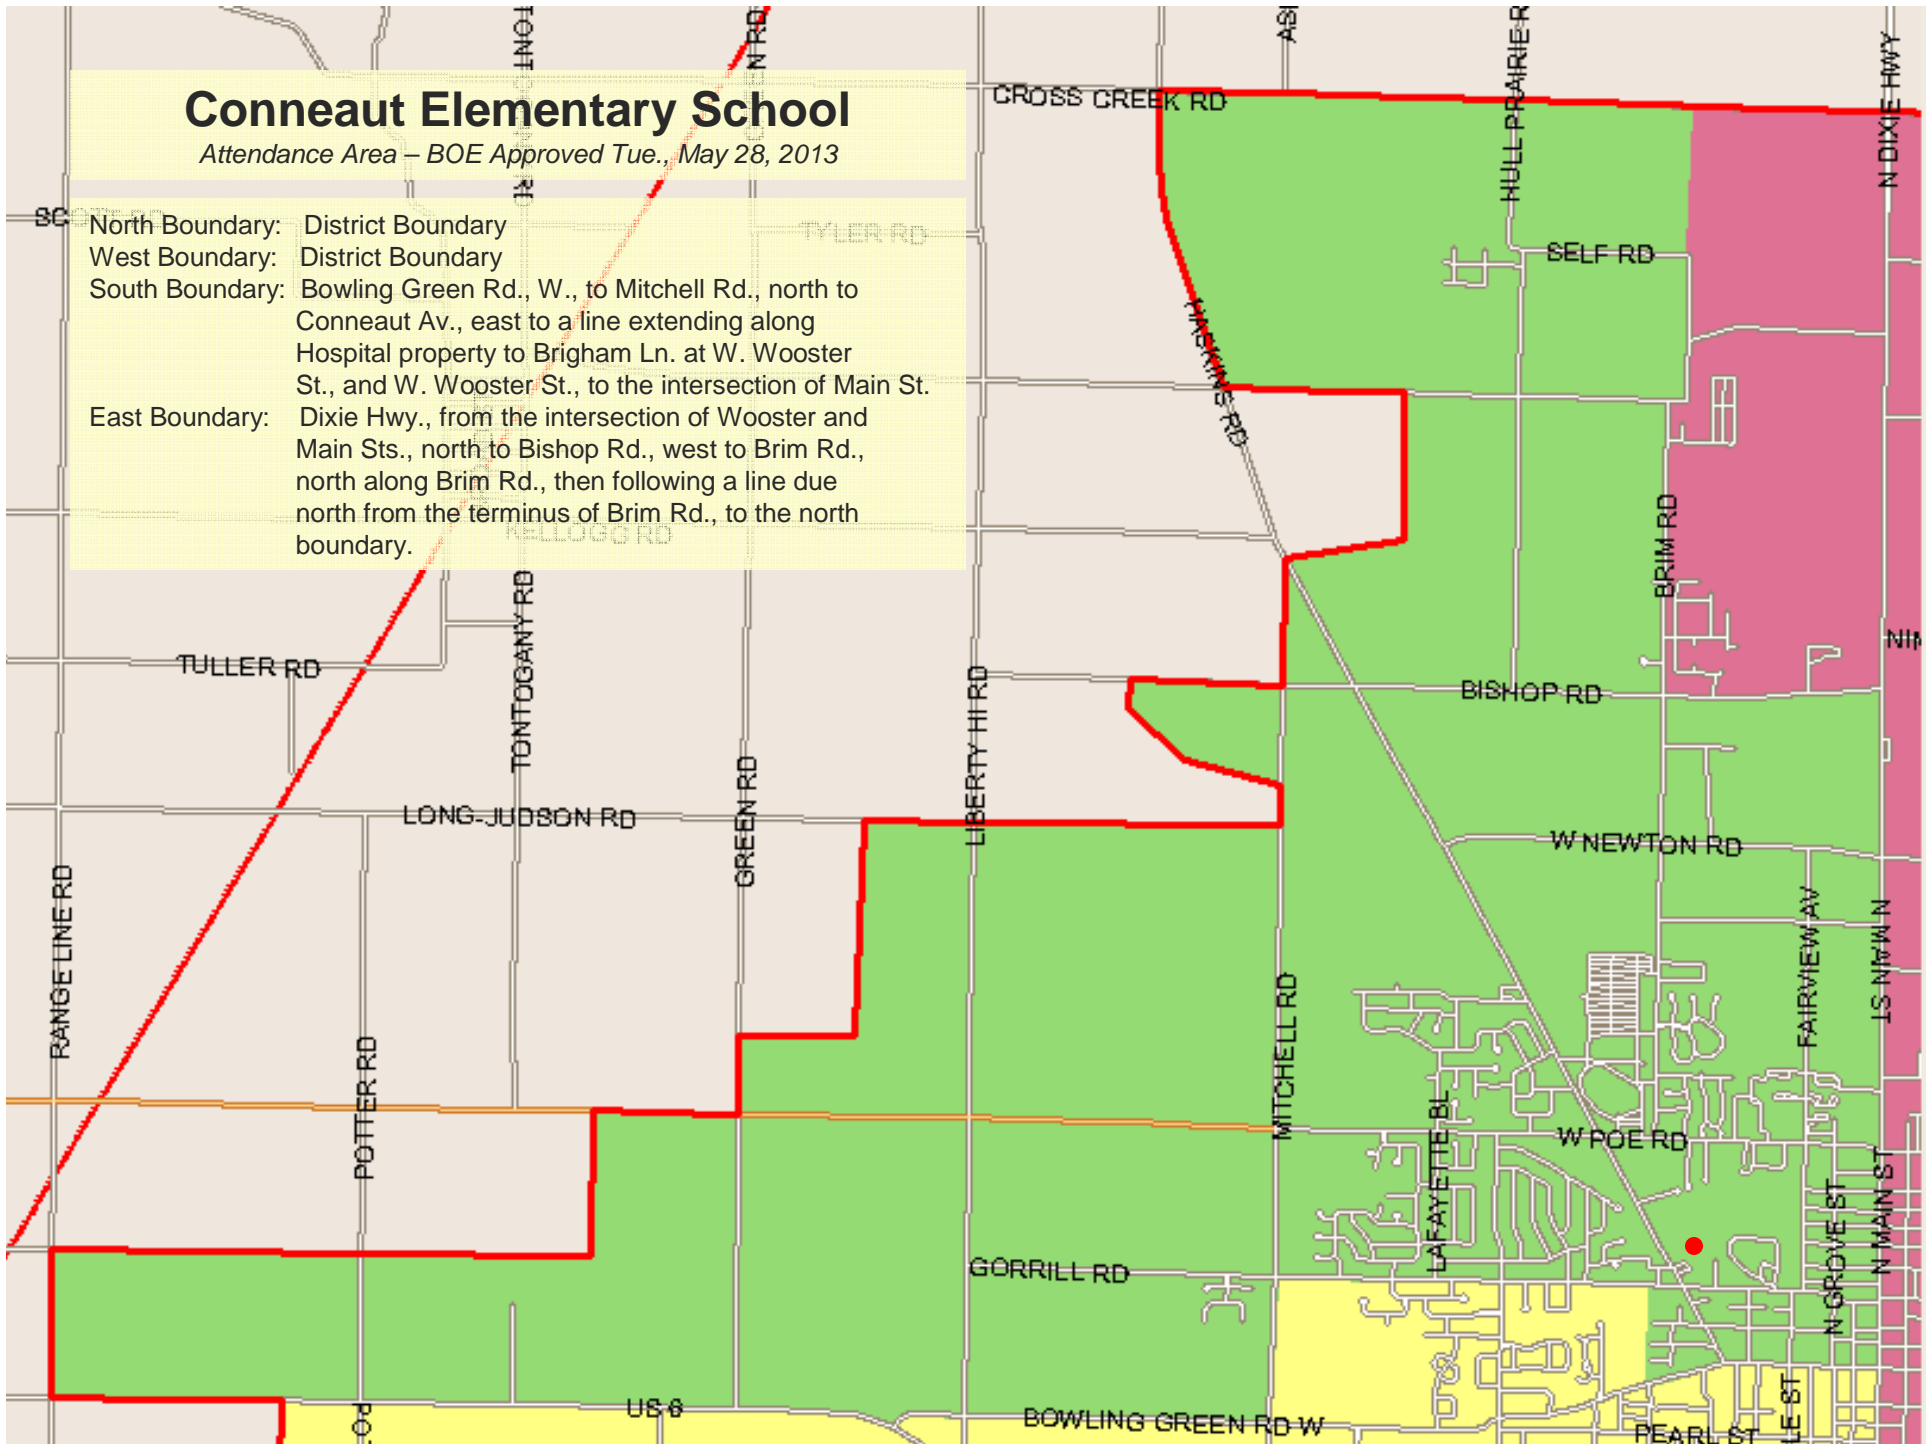 Conneaut Elementary School
Attendance Area – BOE Approved Tue., May 28, 2013
North Boundary: District Boundary
West Boundary: District Boundary
South Boundary: Bowling Green Rd., W., to Mitchell Rd., north to
Conneaut Av., east to a line extending along
Hospital property to Brigham Ln. at W. Wooster
St., and W. Wooster St., to the intersection of Main St.
East Boundary: Dixie Hwy., from the intersection of Wooster and
Main Sts., north to Bishop Rd., west to Brim Rd.,
north along Brim Rd., then following a line due
north from the terminus of Brim Rd., to the north
boundary.
CROSS CREEK RD
HULL PRAIRIE R
N DIXIE HWY
TYLER RD
SELF RD
HASKINS RD
KELLOGG RD
BRIM RD
TULLER RD
TONTOGANY RD
LIBERTY HI RD
BISHOP RD
NIM
LONG-JUDSON RD
GREEN RD
W NEWTON RD
RANGE LINE RD
FAIRVIEW AV
N MAIN ST
MITCHELL RD
POTTER RD
LAFAYETTE BL
W POE RD
N GROVE ST
N MAIN ST
GORRILL RD
US 6
BOWLING GREEN RD W
PEARL ST
LE ST